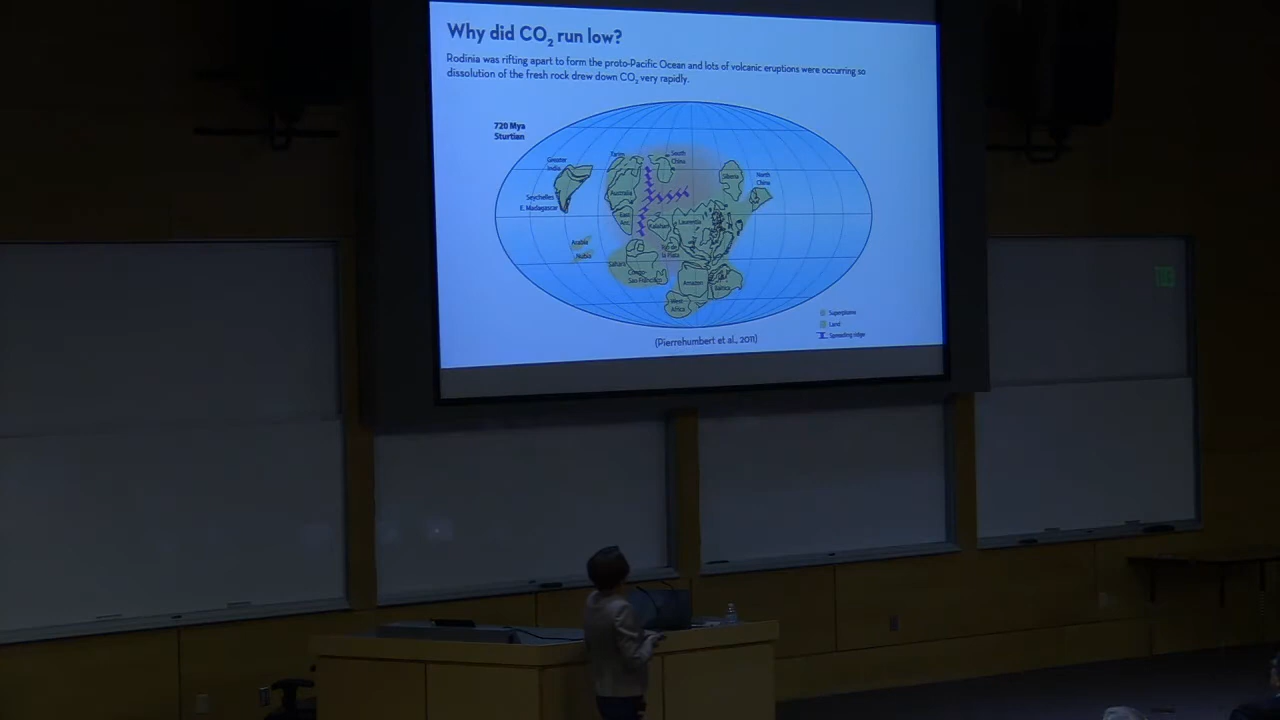 Why did CO₂ run low?
Rodinia was rifting apart to form the proto-Pacific Ocean and lots of volcanic eruptions were occurring so
dissolution of the fresh rock drew down CO₂ very rapidly.
720 Mya
Sturtian
Greater
India
Tarim
South
China
Siberia
North
China
Seychelles
E. Madagascar
Australia
East
Ant.
Kalahari
Laurentia
Arabia
Nubia
Rio de
la Plata
Sahara
Congo-
San Francisco
Amazon
Baltica
West
Africa
Superplume
Land
Spreading ridge
(Pierrehumbert et al., 2011)